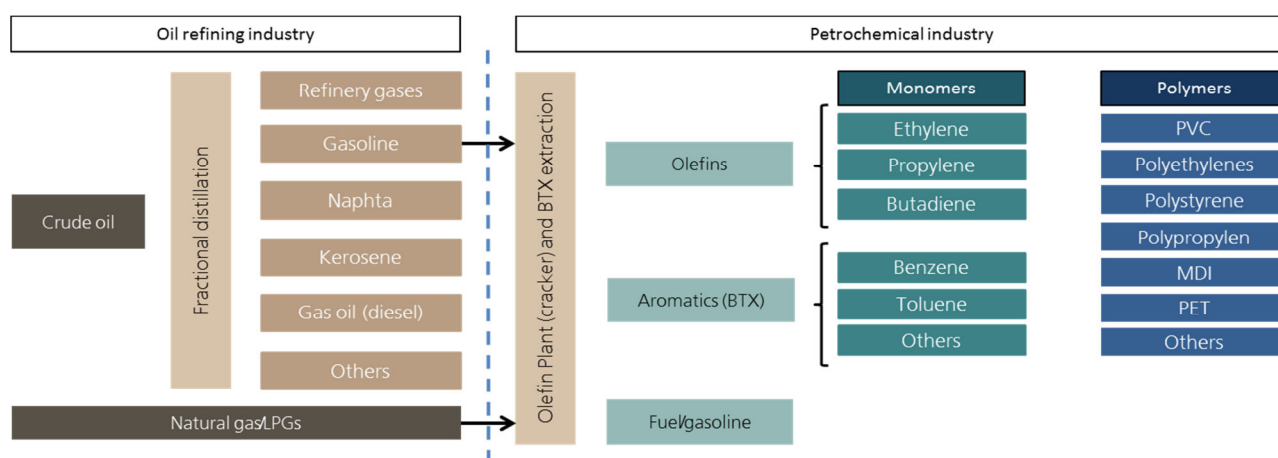 Oil refining industry
Petrochemical industry
Crude oil
Fractional distillation
Refinery gases
Gasoline
Naphta
Kerosene
Gas oil (diesel)
Others
Natural gas/LPGs
Olefin Plant (cracker) and BTX extraction
Olefins
Aromatics (BTX)
Fuel/gasoline
Monomers
Ethylene
Propylene
Butadiene
Benzene
Toluene
Others
Polymers
PVC
Polyethylenes
Polystyrene
Polypropylen
MDI
PET
Others